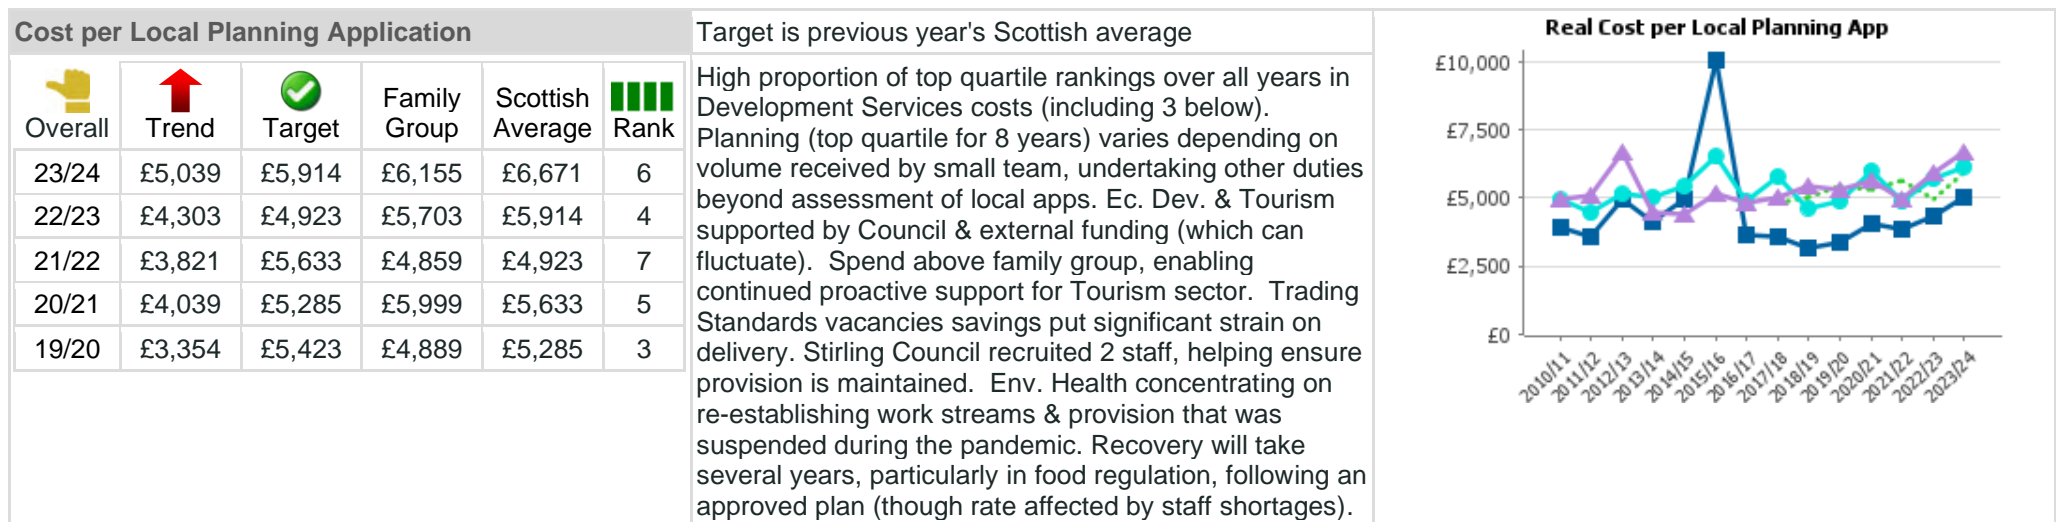 Cost per Local Planning Application
Overall Trend Target Family Group Scottish Average Rank
23/24 £5,039 £5,914 £6,155 £6,671 6
22/23 £4,303 £4,923 £5,703 £5,914 4
21/22 £3,821 £5,633 £4,859 £4,923 7
20/21 £4,039 £5,285 £5,999 £5,633 5
19/20 £3,354 £5,423 £4,889 £5,285 3
Target is previous year's Scottish average
High proportion of top quartile rankings over all years in
Development Services costs (including 3 below).
Planning (top quartile for 8 years) varies depending on
volume received by small team, undertaking other duties
beyond assessment of local apps. Ec. Dev. & Tourism
supported by Council & external funding (which can
fluctuate).  Spend above family group, enabling
continued proactive support for Tourism sector.  Trading
Standards vacancies savings put significant strain on
delivery. Stirling Council recruited 2 staff, helping ensure
provision is maintained.  Env. Health concentrating on
re-establishing work streams & provision that was
suspended during the pandemic. Recovery will take
several years, particularly in food regulation, following an
approved plan (though rate affected by staff shortages).
Real Cost per Local Planning App
£10,000
£7,500
£5,000
£2,500
£0
2010/11 2011/12 2012/13 2013/14 2014/15 2015/16 2016/17 2017/18 2018/19 2019/20 2020/21 2021/22 2022/23 2023/24